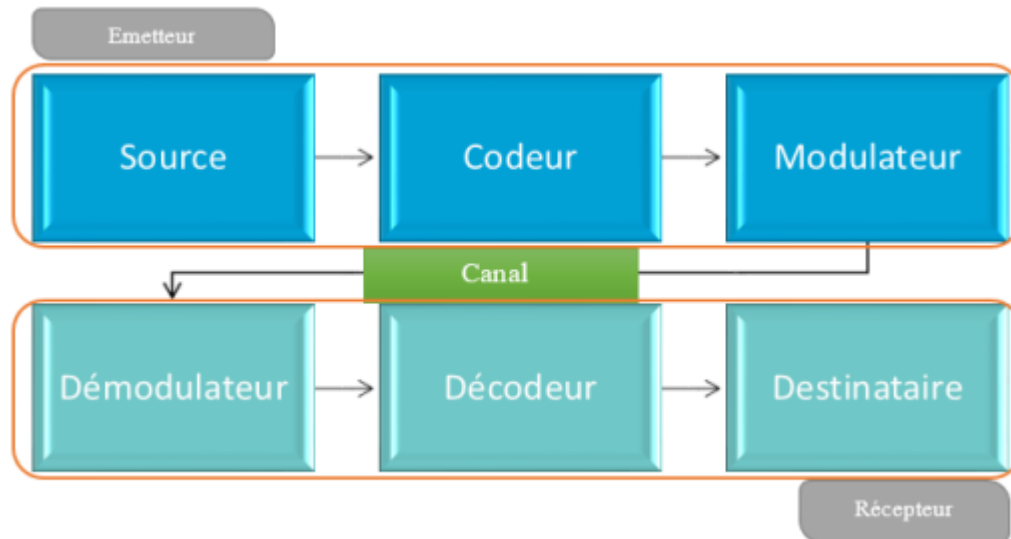 Emetteur
Source
Codeur
Modulateur
Canal
Démodulateur
Décodeur
Destinataire
Récepteur